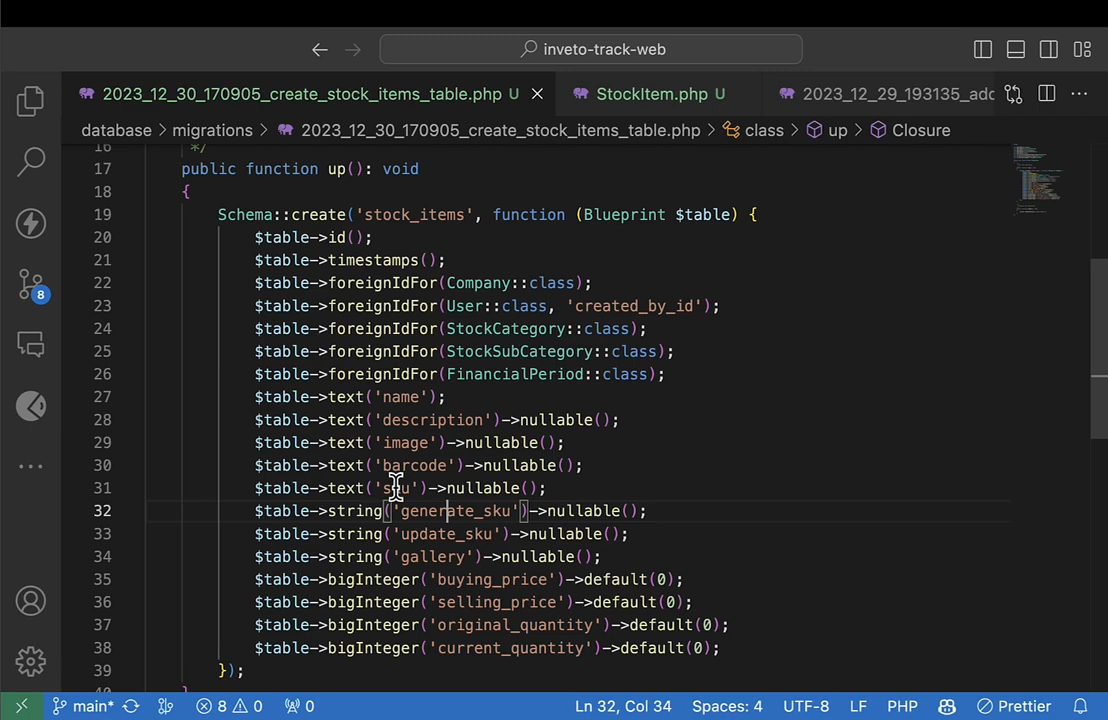 inveto-track-web
2023_12_30_170905_create_stock_items_table.php U
StockItem.php U
2023_12_29_193135_adc
database > migrations > 2023_12_30_170905_create_stock_items_table.php > class > up > Closure
16 */
17 public function up(): void
18 {
19 Schema::create('stock_items', function (Blueprint $table) {
20 $table->id();
21 $table->timestamps();
22 $table->foreignIdFor(Company::class);
23 $table->foreignIdFor(User::class, 'created_by_id');
24 $table->foreignIdFor(StockCategory::class);
25 $table->foreignIdFor(StockSubCategory::class);
26 $table->foreignIdFor(FinancialPeriod::class);
27 $table->text('name');
28 $table->text('description')->nullable();
29 $table->text('image')->nullable();
30 $table->text('barcode')->nullable();
31 $table->text('sku')->nullable();
32 $table->string('generate_sku')->nullable();
33 $table->string('update_sku')->nullable();
34 $table->string('gallery')->nullable();
35 $table->bigInteger('buying_price')->default(0);
36 $table->bigInteger('selling_price')->default(0);
37 $table->bigInteger('original_quantity')->default(0);
38 $table->bigInteger('current_quantity')->default(0);
39 });
40 }
8
main* 8 0 0 Ln 32, Col 34 Spaces: 4 UTF-8 LF PHP Prettier